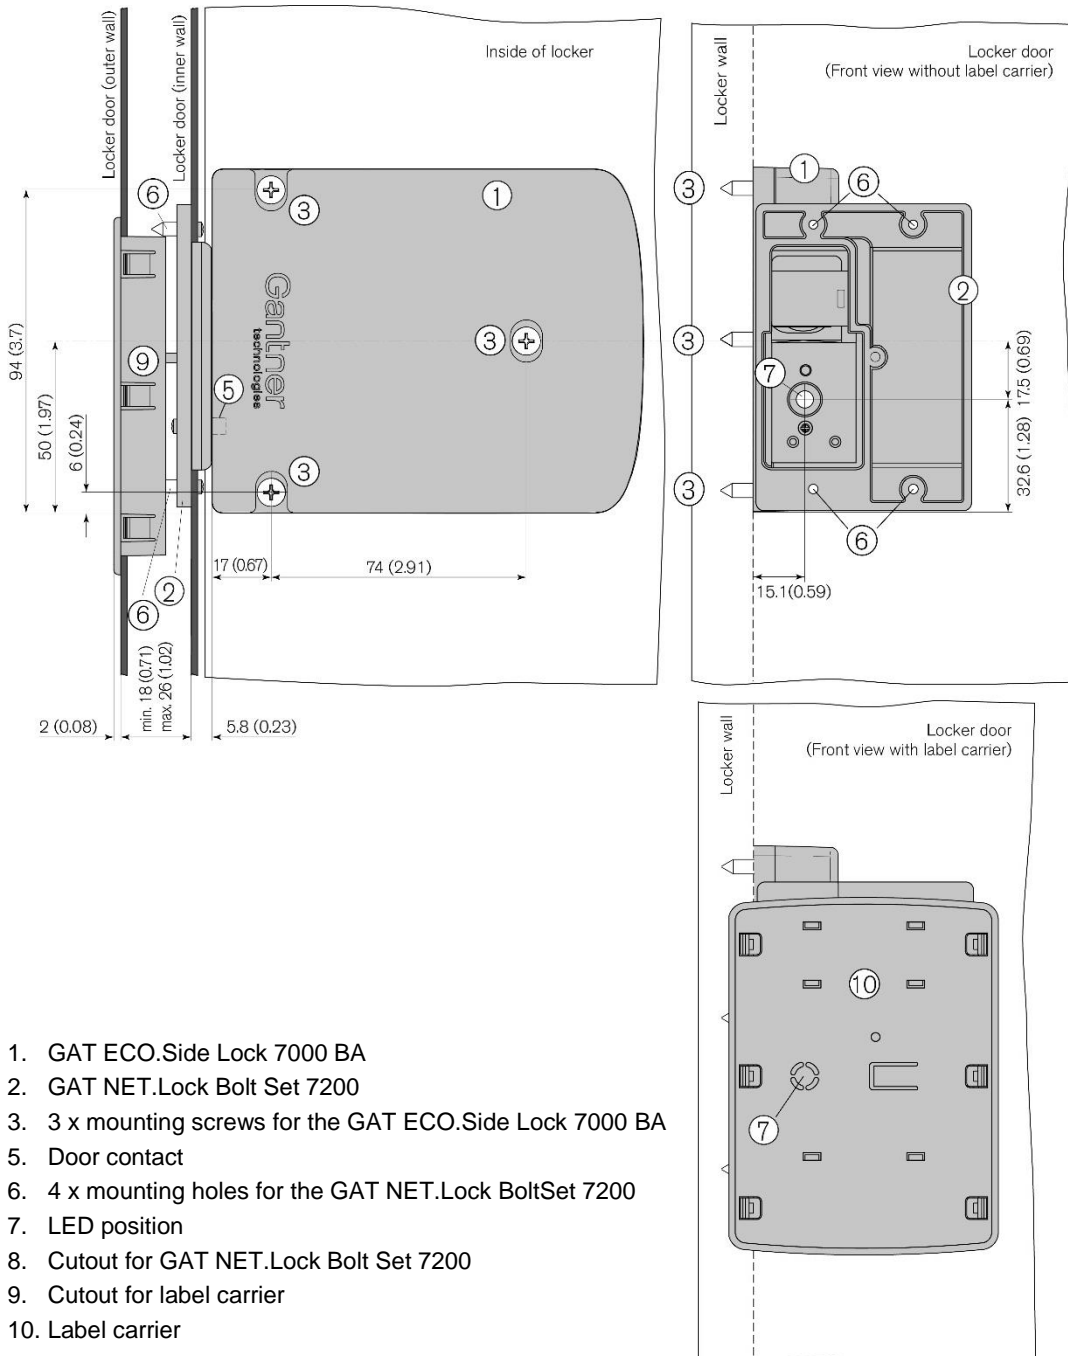 Locker door (outer wall)
Locker door (inner wall)
Inside of locker
6
3
1
Gantner
technologies
3
9
5
3
94 (3.7)
50 (1.97)
6 (0.24)
17 (0.67)
74 (2.91)
2
6
min. 18 (0.71)
max. 26 (1.02)
2 (0.08)
5.8 (0.23)
Locker wall
Locker door
(Front view without label carrier)
3
1
6
2
3
7
3
6
17.5 (0.69)
32.6 (1.28)
15.1(0.59)
Locker wall
Locker door
(Front view with label carrier)
10
7
1. GAT ECO.Side Lock 7000 BA
2. GAT NET.Lock Bolt Set 7200
3. 3 x mounting screws for the GAT ECO.Side Lock 7000 BA
5. Door contact
6. 4 x mounting holes for the GAT NET.Lock BoltSet 7200
7. LED position
8. Cutout for GAT NET.Lock Bolt Set 7200
9. Cutout for label carrier
10. Label carrier